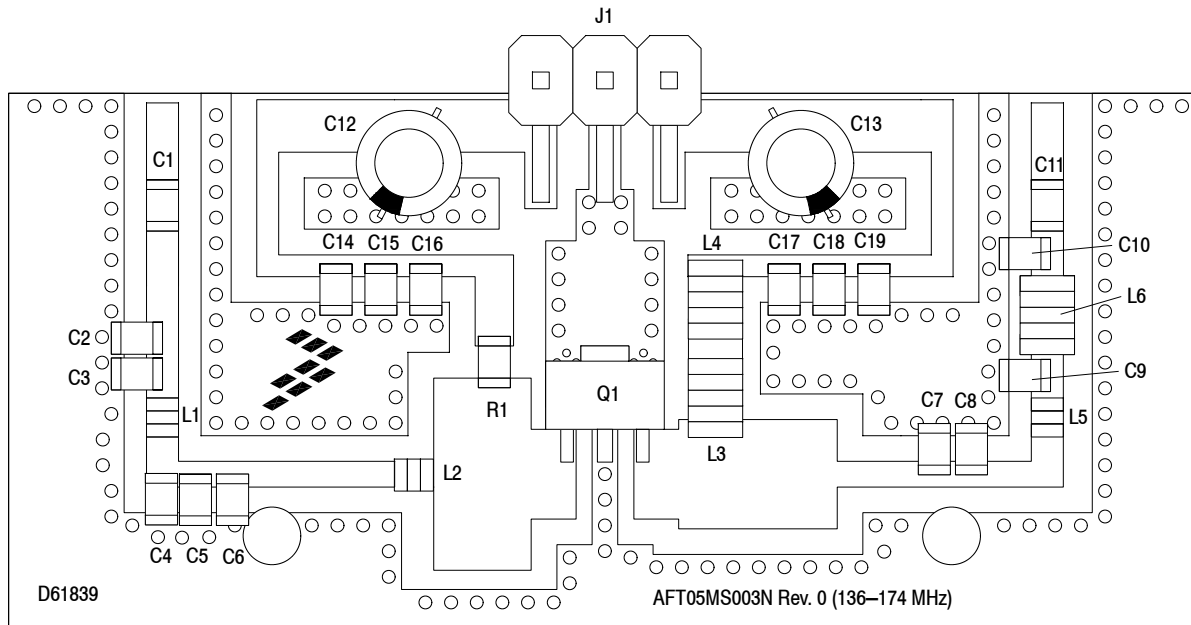 J1
C12
C13
C1
C11
C14 C15 C16
L4
C17 C18 C19
C10
L6
C2
C3
C9
L1
R1
Q1
C7 C8
L5
L2
L3
C4 C5 C6
D61839
AFT05MS003N Rev. 0 (136–174 MHz)